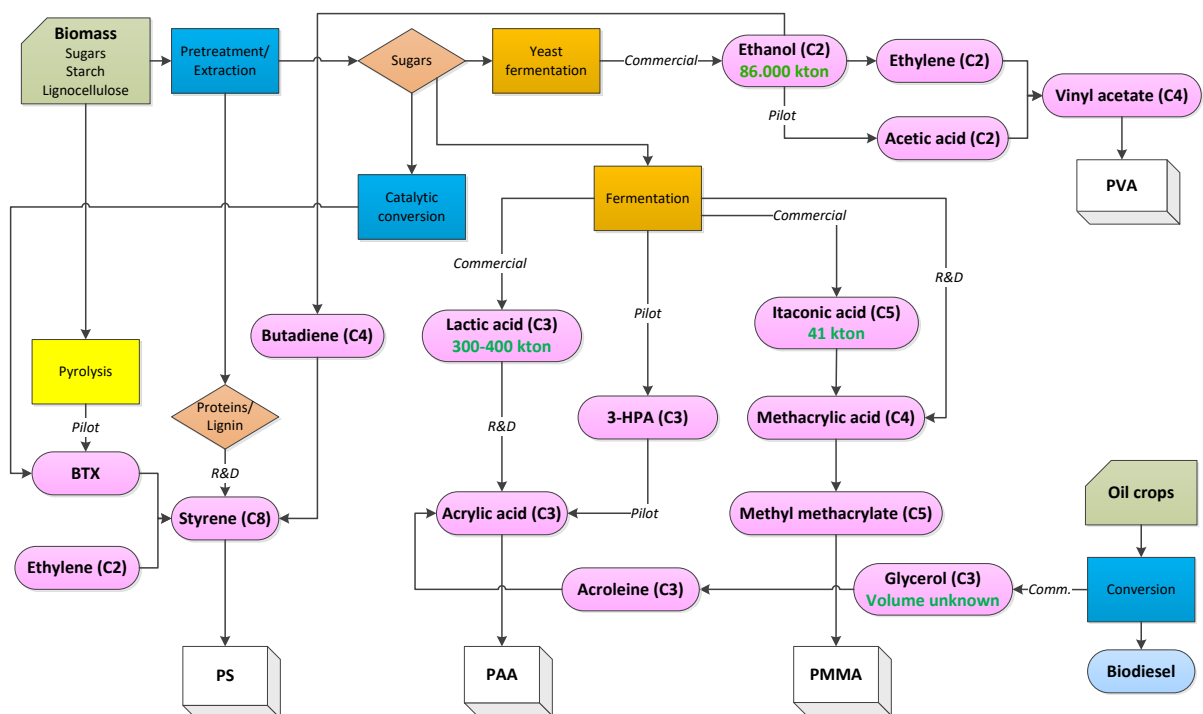 Biomass
Sugars
Starch
Lignocellulose
Pretreatment/
Extraction
Sugars
Yeast
fermentation
Commercial
Ethanol (C2)
86.000 kton
Ethylene (C2)
Vinyl acetate (C4)
Pilot
Acetic acid (C2)
PVA
Catalytic
conversion
Fermentation
Commercial
Commercial
Pilot
R&D
Butadiene (C4)
Lactic acid (C3)
300-400 kton
Itaconic acid (C5)
41 kton
Pyrolysis
Proteins/
Lignin
Pilot
R&D
3-HPA (C3)
Methacrylic acid (C4)
BTX
R&D
Styrene (C8)
Acrylic acid (C3)
Pilot
Methyl methacrylate (C5)
Oil crops
Ethylene (C2)
Acroleine (C3)
Glycerol (C3)
Volume unknown
Comm.
Conversion
PS
PAA
PMMA
Biodiesel